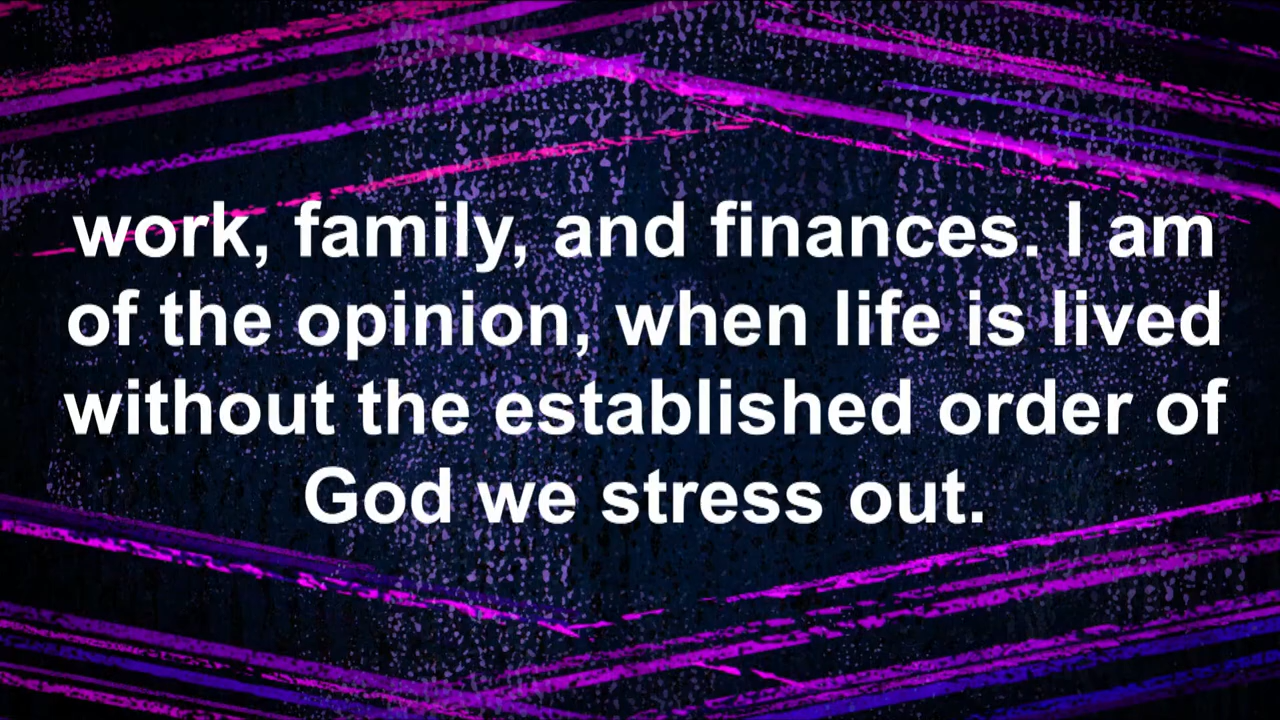 work, family, and finances. I am
of the opinion, when life is lived
without the established order of
God we stress out.